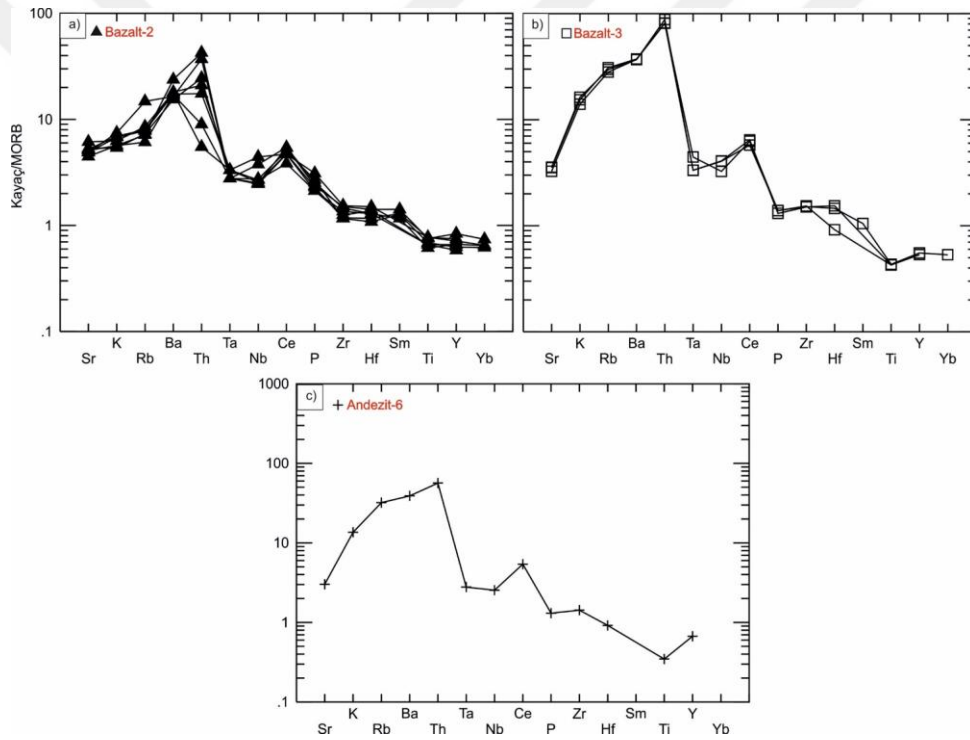 a)
Bazalt-2
b)
Bazalt-3
100
10
1
.1
Kayaç/MORB
K Ba Ta Ce Zr Sm Y
Sr Rb Th Nb P Hf Ti Yb
K Ba Ta Ce Zr Sm Y
Sr Rb Th Nb P Hf Ti Yb
c)
Andezit-6
1000
100
10
1
.1
K Ba Ta Ce Zr Sm Y
Sr Rb Th Nb P Hf Ti Yb